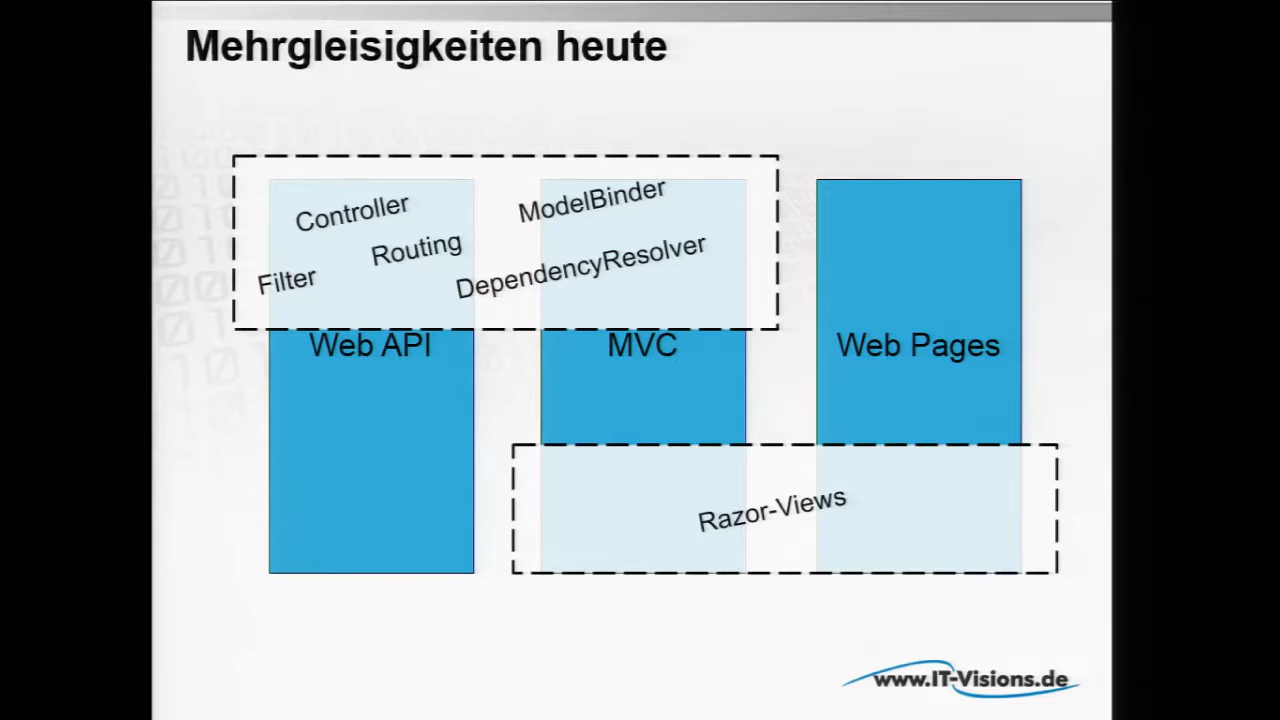 Mehrgleisigkeiten heute
Controller
ModelBinder
Routing
DependencyResolver
Filter
Web API
MVC
Web Pages
Razor-Views
www.IT-Visions.de